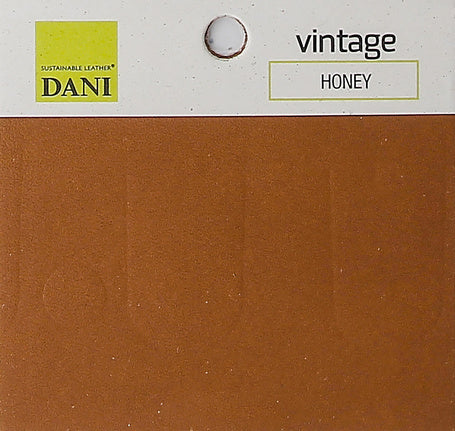 SUSTAINABLE LEATHER®
DANI
vintage
HONEY